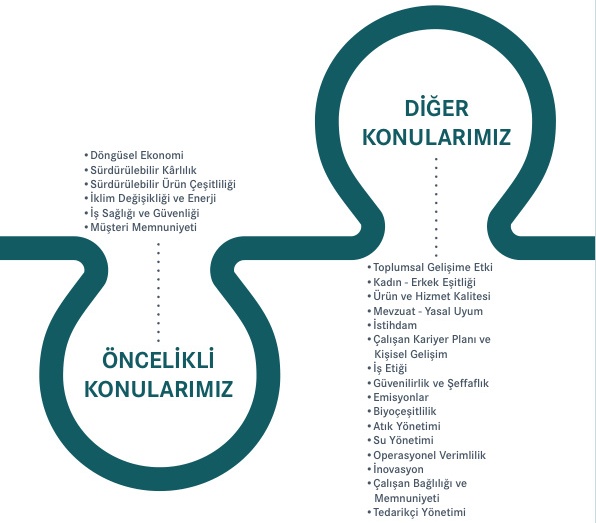 • Döngüsel Ekonomi
• Sürdürülebilir Kârlılık
• Sürdürülebilir Ürün Çeşitliliği
• İklim Değişikliği ve Enerji
• İş Sağlığı ve Güvenliği
• Müşteri Memnuniyeti
ÖNCELİKLİ
KONULARIMIZ
DİĞER
KONULARIMIZ
• Toplumsal Gelişime Etki
• Kadın - Erkek Eşitliği
• Ürün ve Hizmet Kalitesi
• Mevzuat - Yasal Uyum
• İstihdam
• Çalışan Kariyer Planı ve
Kişisel Gelişim
• İş Etiği
• Güvenilirlik ve Şeffaflık
• Emisyonlar
• Biyoçeşitlilik
• Atık Yönetimi
• Su Yönetimi
• Operasyonel Verimlilik
• İnovasyon
• Çalışan Bağlılığı ve
Memnuniyeti
• Tedarikçi Yönetimi